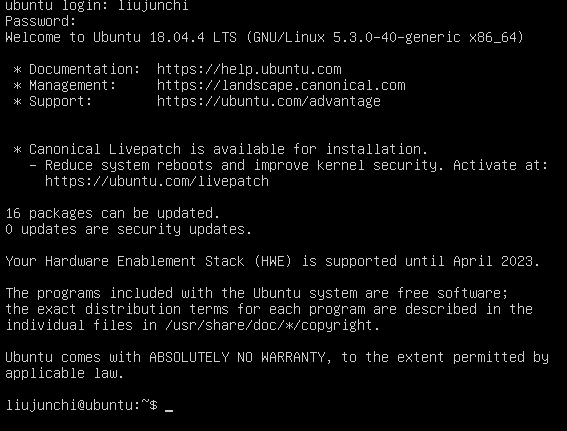 ubuntu login: liujunchi
Password:
Welcome to Ubuntu 18.04.4 LTS (GNU/Linux 5.3.0-40-generic x86_64)
* Documentation:  https://help.ubuntu.com
* Management:     https://landscape.canonical.com
* Support:        https://ubuntu.com/advantage
* Canonical Livepatch is available for installation.
- Reduce system reboots and improve kernel security. Activate at:
https://ubuntu.com/livepatch
16 packages can be updated.
0 updates are security updates.
Your Hardware Enablement Stack (HWE) is supported until April 2023.
The programs included with the Ubuntu system are free software;
the exact distribution terms for each program are described in the
individual files in /usr/share/doc/*/copyright.
Ubuntu comes with ABSOLUTELY NO WARRANTY, to the extent permitted by
applicable law.
liujunchi@ubuntu:~$ _